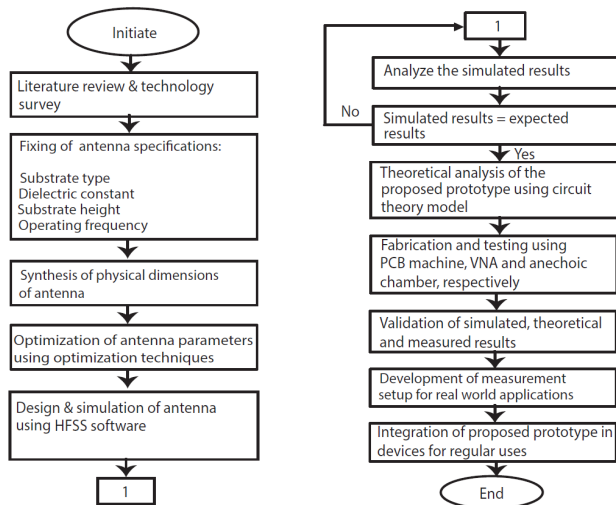 Initiate
Literature review & technology
survey
Fixing of antenna specifications:
Substrate type
Dielectric constant
Substrate height
Operating frequency
Synthesis of physical dimensions
of antenna
Optimization of antenna parameters
using optimization techniques
Design & simulation of antenna
using HFSS software
1
1
Analyze the simulated results
No
Simulated results = expected
results
Yes
Theoretical analysis of the
proposed prototype using circuit
theory model
Fabrication and testing using
PCB machine, VNA and anechoic
chamber, respectively
Validation of simulated, theoretical
and measured results
Development of measurement
setup for real world applications
Integration of proposed prototype in
devices for regular uses
End